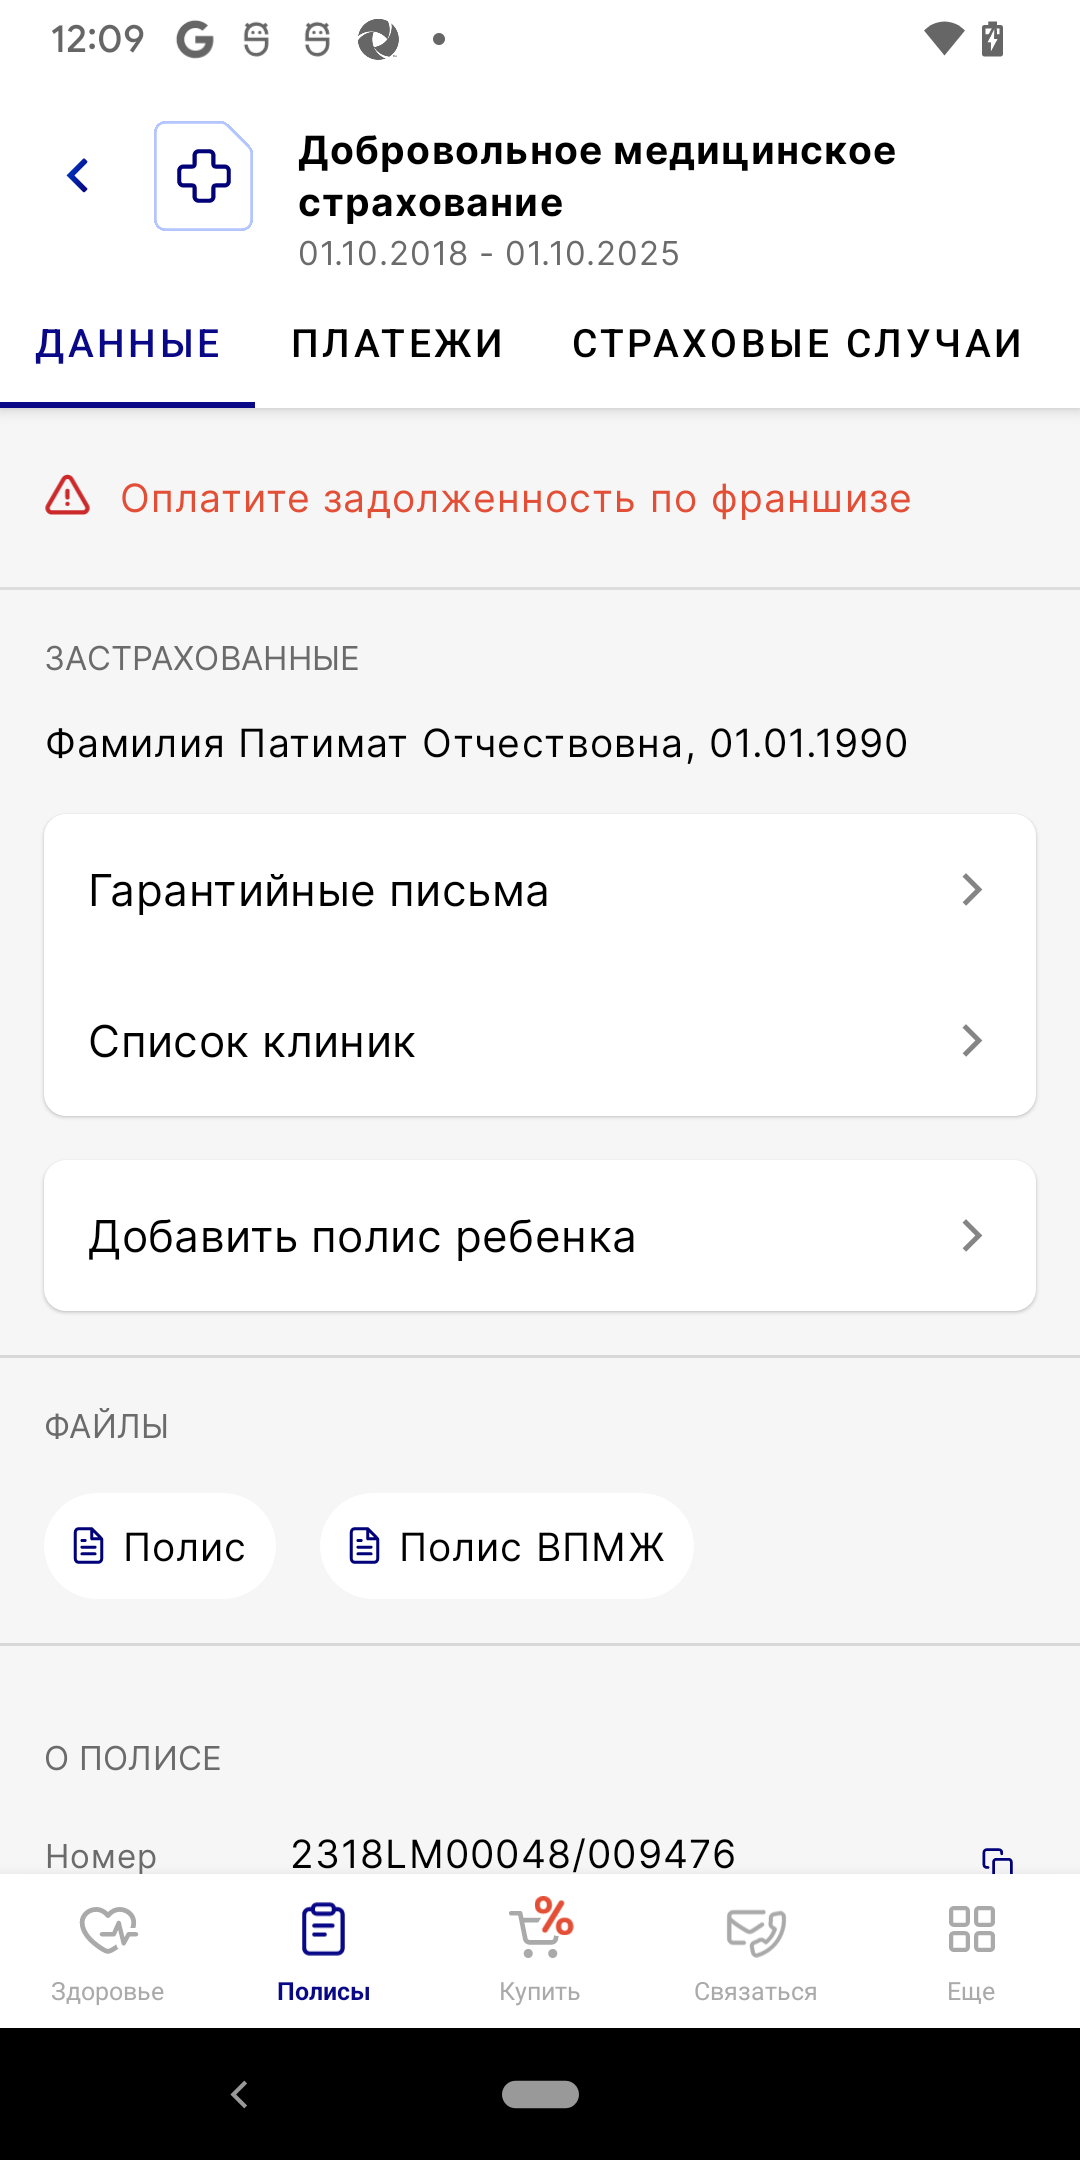 12:09
Добровольное медицинское
страхование
01.10.2018 - 01.10.2025
ДАННЫЕ ПЛАТЕЖИ СТРАХОВЫЕ СЛУЧАИ
Оплатите задолженность по франшизе
ЗАСТРАХОВАННЫЕ
Фамилия Патимат Отчествовна, 01.01.1990
Гарантийные письма
Список клиник
Добавить полис ребенка
ФАЙЛЫ
Полис Полис ВПМЖ
О ПОЛИСЕ
Номер 2318LM00048/009476
Здоровье Полисы Купить Связаться Еще